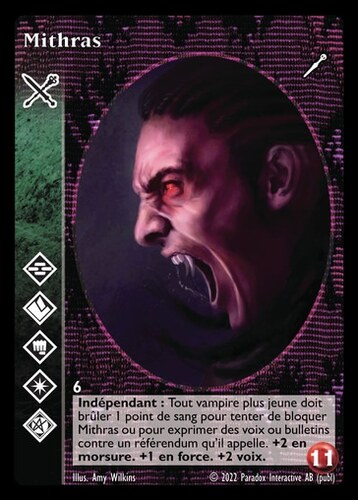 Mithras
6
Indépendant : Tout vampire plus jeune doit
brûler 1 point de sang pour tenter de bloquer
Mithras ou pour exprimer des voix ou bulletins
contre un référendum qu'il appelle. +2 en
morsure. +1 en force. +2 voix.
11
Illus. Amy Wilkins © 2022 Paradox Interactive AB (publ)